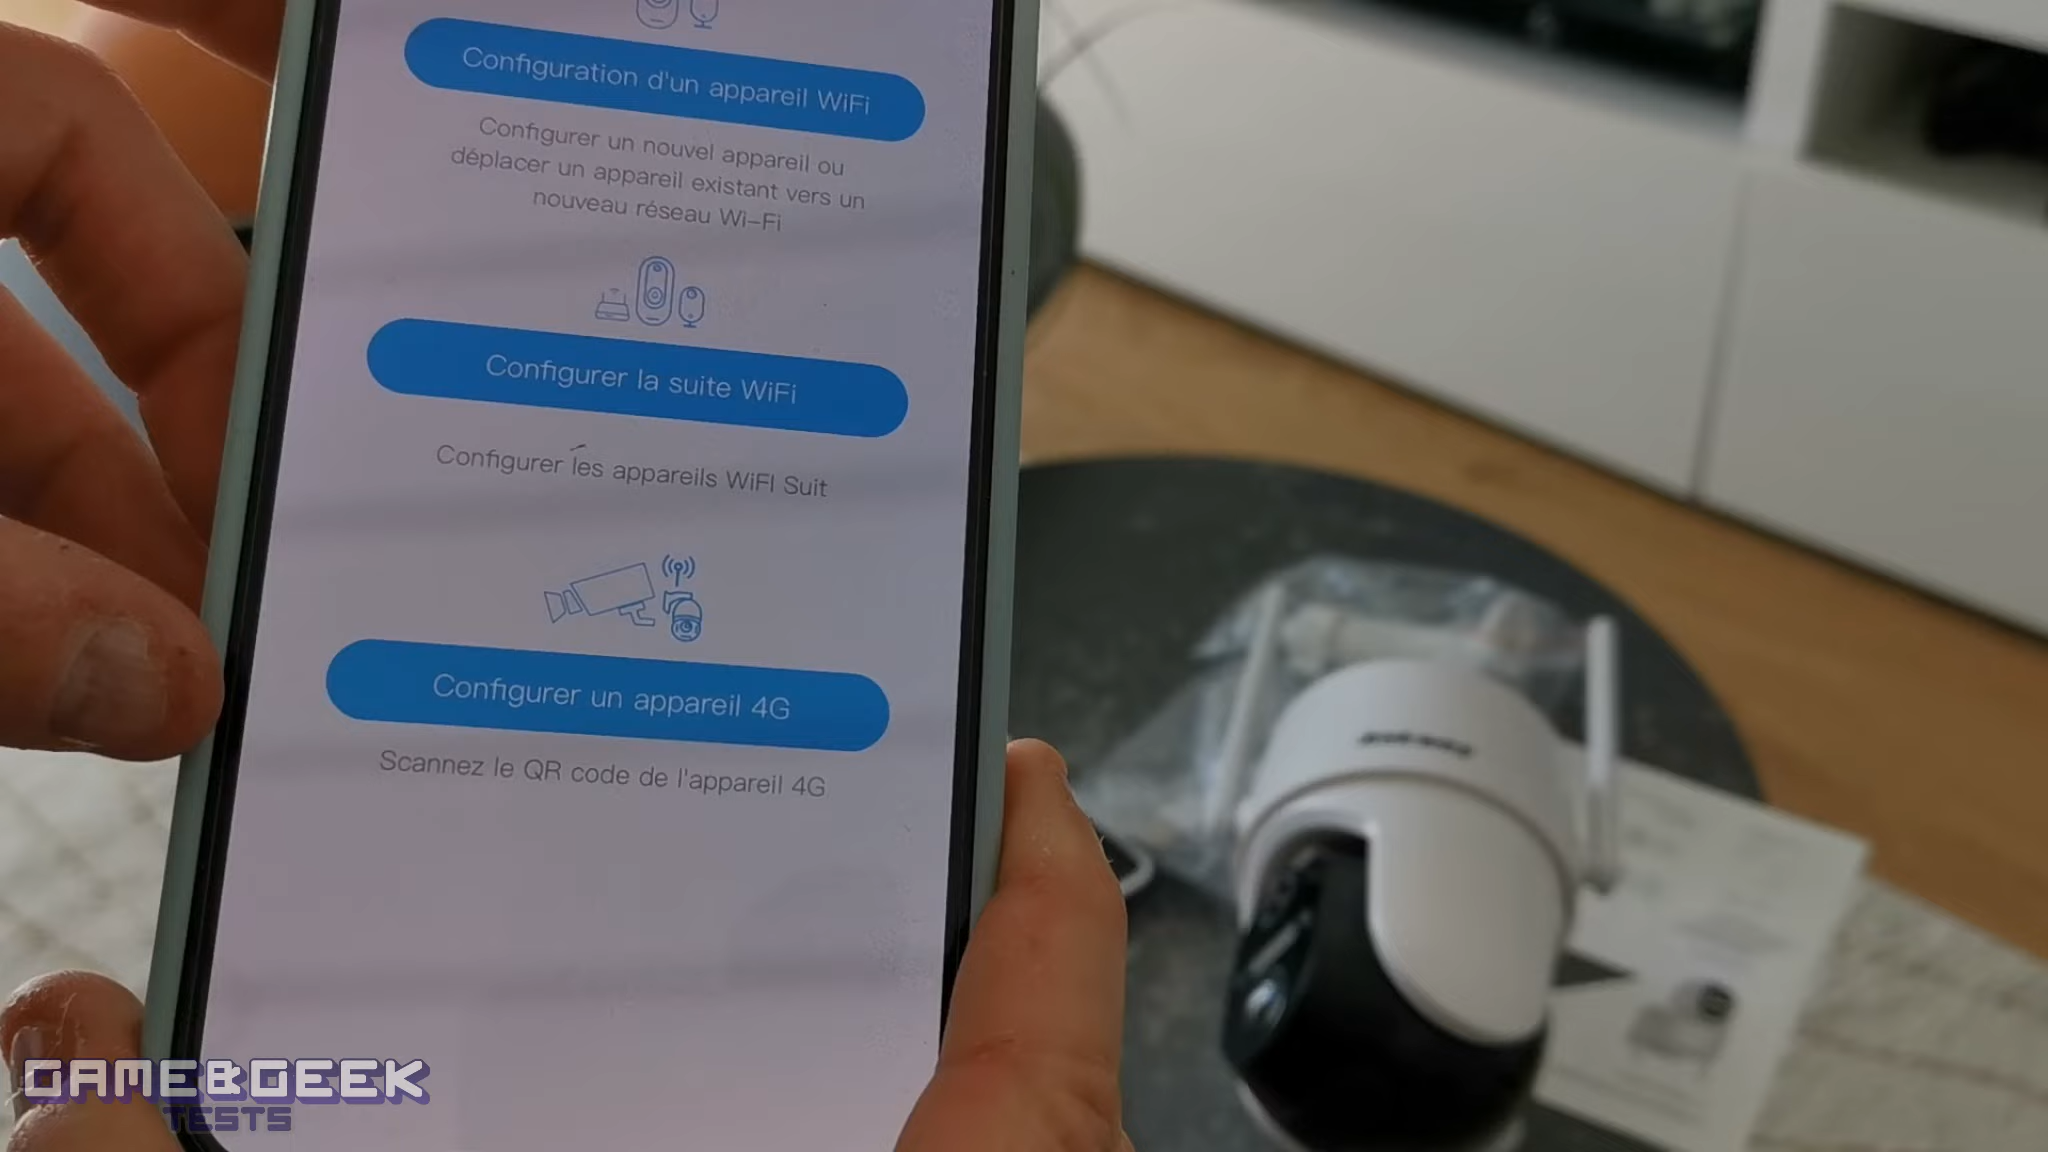 Configuration d'un appareil WiFi
Configurer un nouvel appareil ou
déplacer un appareil existant vers un
nouveau réseau Wi-Fi
Configurer la suite WiFi
Configurer les appareils WiFI Suit
Configurer un appareil 4G
Scannez le QR code de l'appareil 4G
GAME&GEEK
TESTS